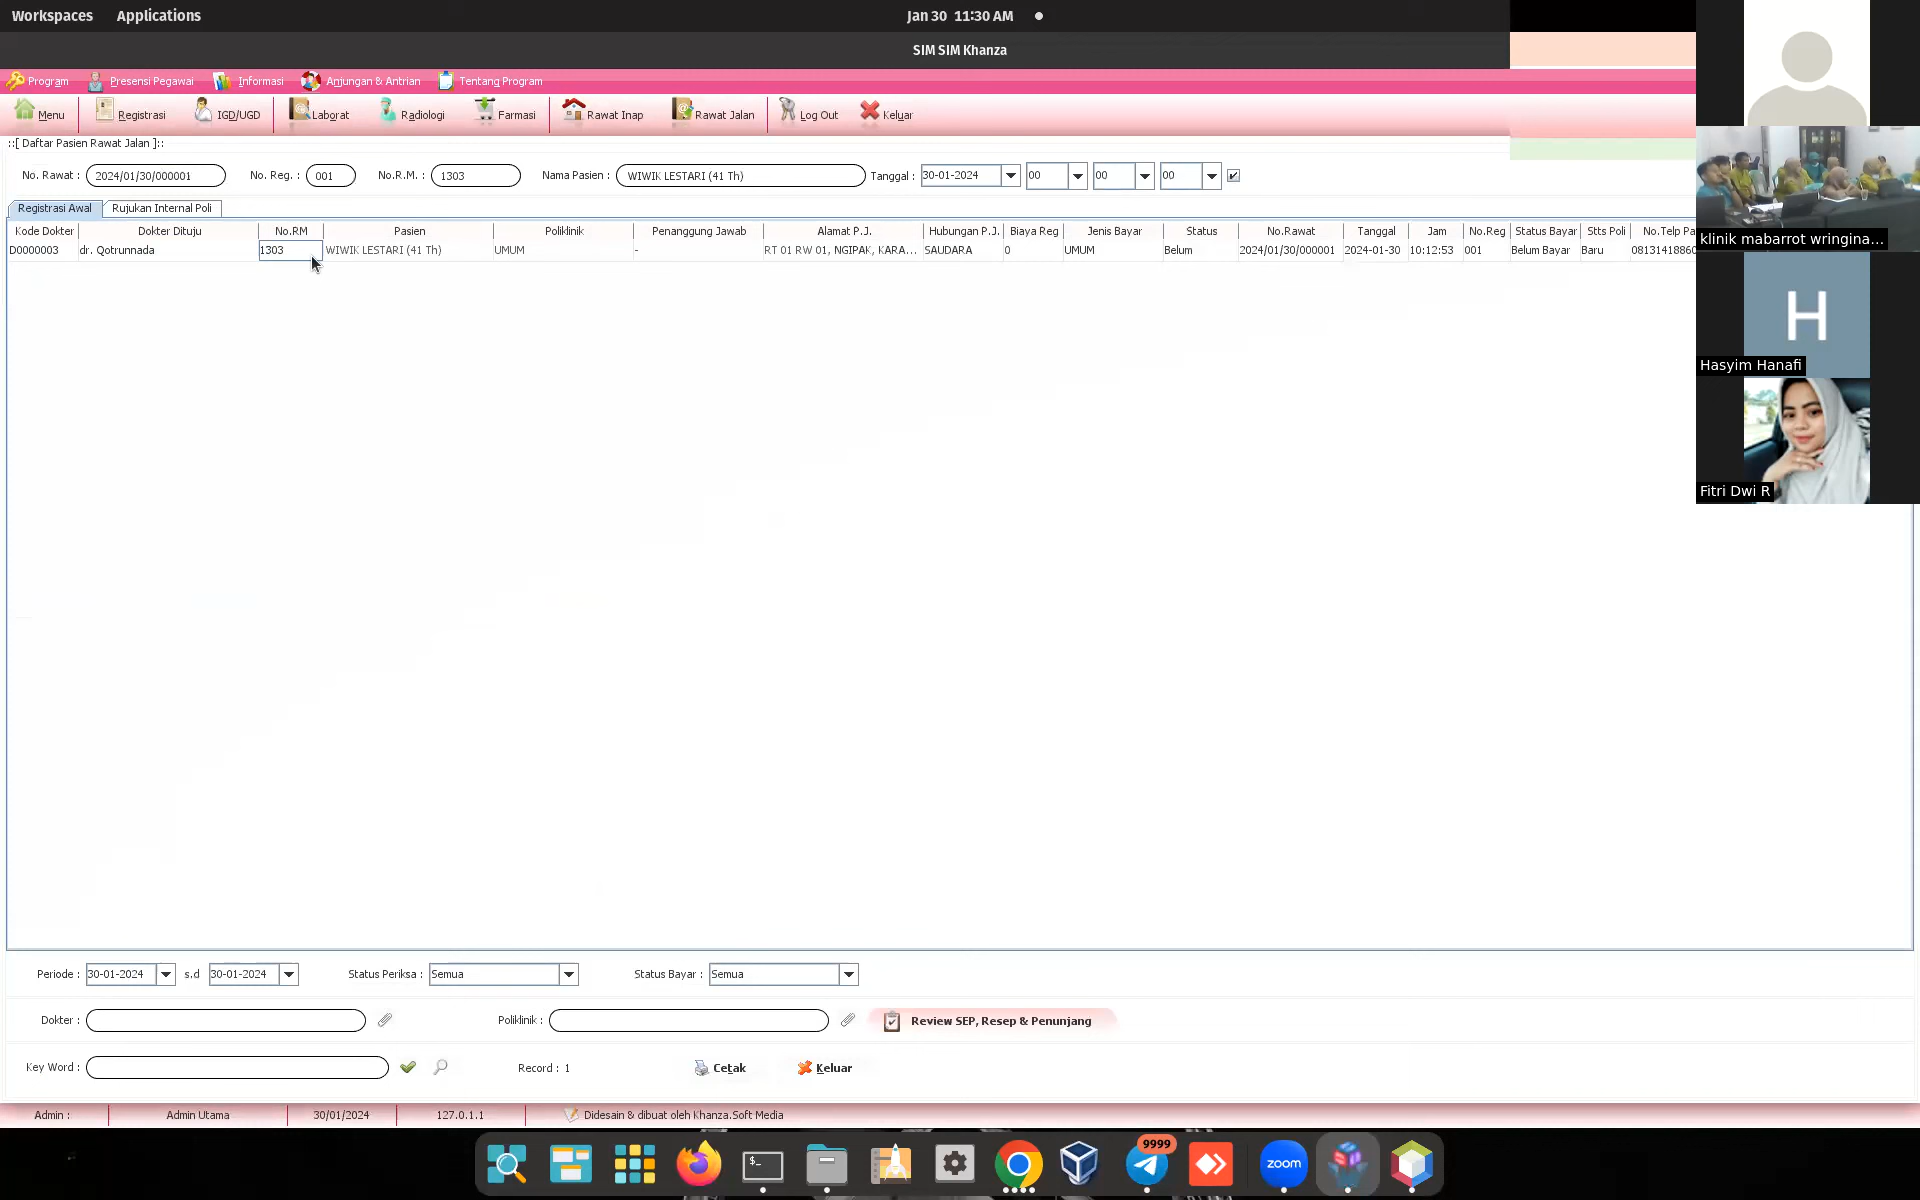 Workspaces Applications Jan 30 11:30 AM
SIM SIM Khanza
Program Presensi Pegawai Informasi Anjungan & Antrian Tentang Program
Menu Registrasi IGD/UGD Laborat Radiologi Farmasi Rawat Inap Rawat Jalan Log Out Keluar
::[ Daftar Pasien Rawat Jalan ]::
No. Rawat : 2024/01/30/000001 No. Reg. : 001 No.R.M. : 1303 Nama Pasien : WIWIK LESTARI (41 Th) Tanggal : 30-01-2024 00 00 00
Registrasi Awal Rujukan Internal Poli
Kode Dokter Dokter Dituju No.RM Pasien Poliklinik Penanggung Jawab Alamat P.J. Hubungan P.J. Biaya Reg Jenis Bayar Status No.Rawat Tanggal Jam No.Reg Status Bayar Stts Poli No.Telp Pa
D0000003 dr. Qotrunnada 1303 WIWIK LESTARI (41 Th) UMUM - RT 01 RW 01, NGIPAK, KARA... SAUDARA 0 UMUM Belum 2024/01/30/000001 2024-01-30 10:12:53 001 Belum Bayar Baru 08131418860
klinik mabarrot wringina...
H
Hasyim Hanafi
Fitri Dwi R
Periode : 30-01-2024 s.d 30-01-2024 Status Periksa : Semua Status Bayar : Semua
Dokter : Poliklinik : Review SEP, Resep & Penunjang
Key Word : Record : 1 Cetak Keluar
Admin : Admin Utama 30/01/2024 127.0.1.1 Didesain & dibuat oleh Khanza.Soft Media
9999
$_
zoom